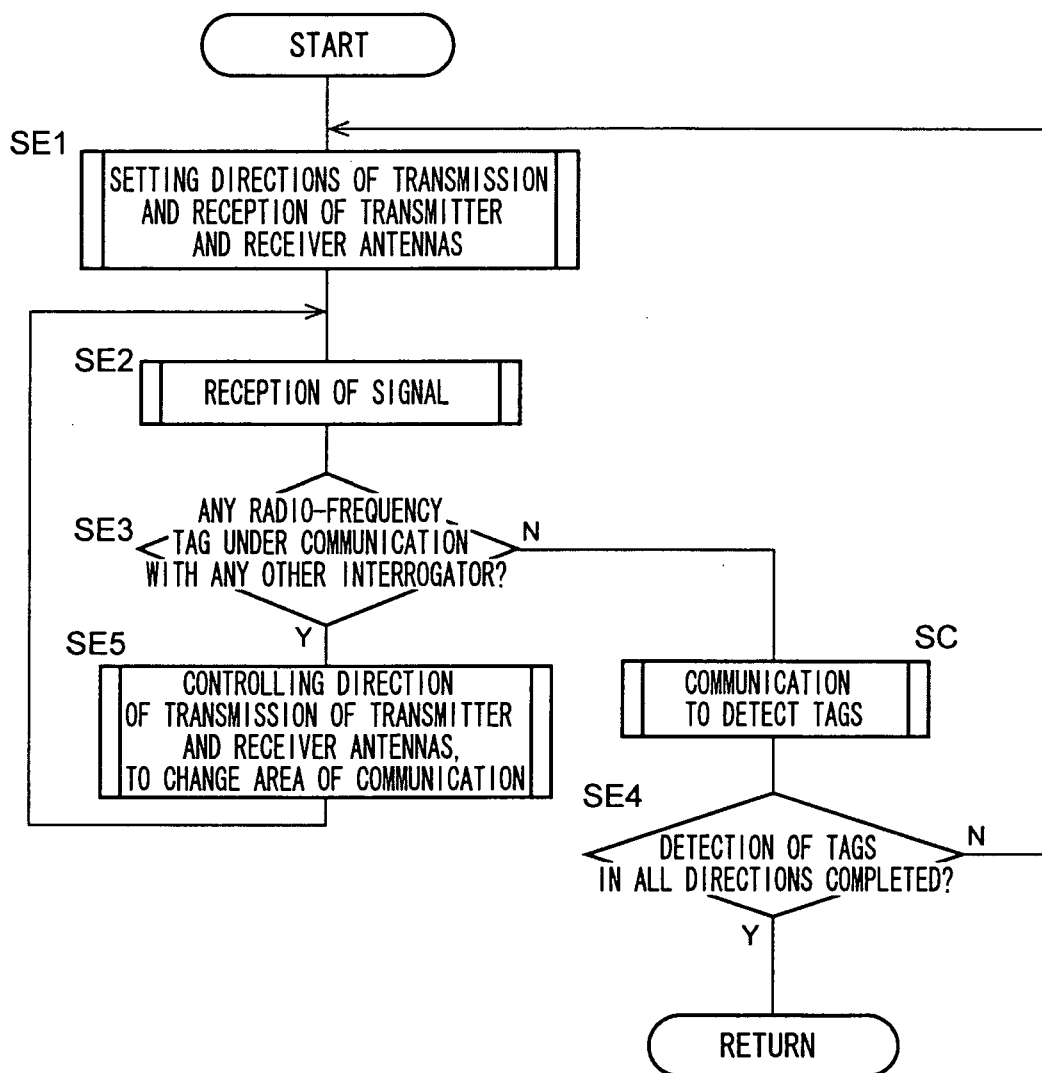 START
SE1
SETTING DIRECTIONS OF TRANSMISSION
AND RECEPTION OF TRANSMITTER
AND RECEIVER ANTENNAS
SE2
RECEPTION OF SIGNAL
SE3
ANY RADIO-FREQUENCY
TAG UNDER COMMUNICATION
WITH ANY OTHER INTERROGATOR?
N
Y
SE5
CONTROLLING DIRECTION
OF TRANSMISSION OF TRANSMITTER
AND RECEIVER ANTENNAS,
TO CHANGE AREA OF COMMUNICATION
SC
COMMUNICATION
TO DETECT TAGS
SE4
DETECTION OF TAGS
IN ALL DIRECTIONS COMPLETED?
N
Y
RETURN